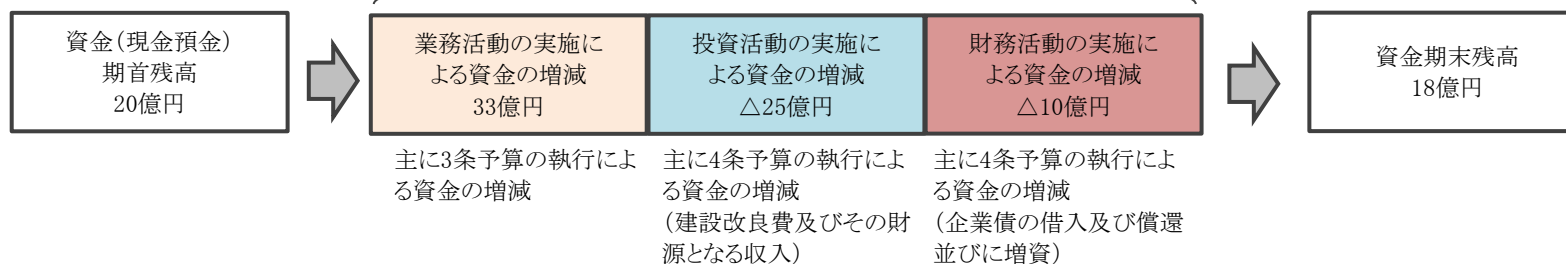 資金(現金預金)
期首残高
20億円
業務活動の実施に
よる資金の増減
33億円
投資活動の実施に
よる資金の増減
△25億円
財務活動の実施に
よる資金の増減
△10億円
資金期末残高
18億円
主に3条予算の執行によ
る資金の増減
主に4条予算の執行によ
る資金の増減
(建設改良費及びその財
源となる収入)
主に4条予算の執行によ
る資金の増減
(企業債の借入及び償還
並びに増資)